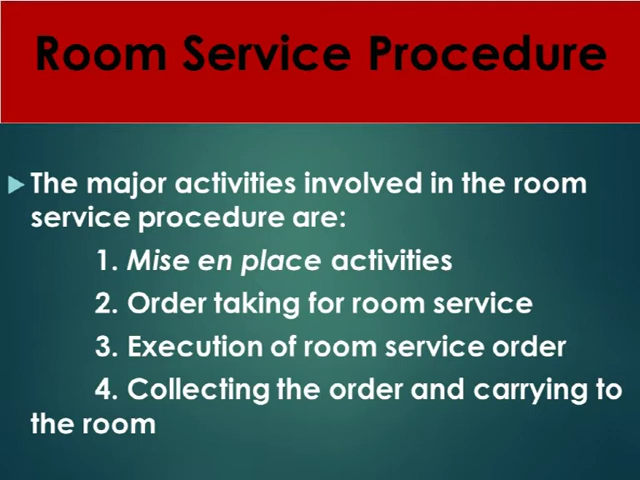 Room Service Procedure
The major activities involved in the room
service procedure are:
1. Mise en place activities
2. Order taking for room service
3. Execution of room service order
4. Collecting the order and carrying to
the room